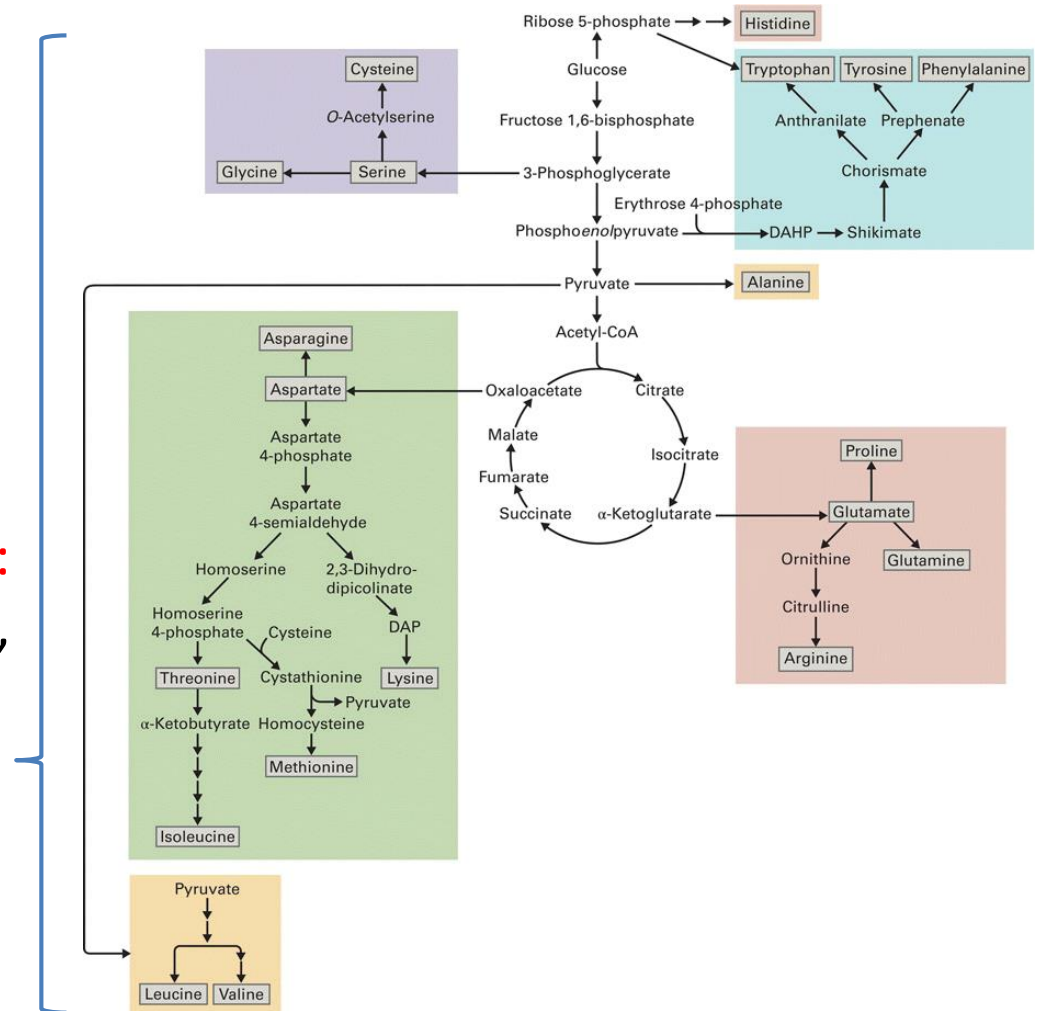 Ribose 5-phosphate
Histidine
Cysteine
Glucose
Tryptophan
Tyrosine
Phenylalanine
O-Acetylserine
Fructose 1,6-bisphosphate
Anthranilate
Prephenate
Glycine
Serine
3-Phosphoglycerate
Chorismate
Erythrose 4-phosphate
Phosphoenolpyruvate
DAHP
Shikimate
Pyruvate
Alanine
Acetyl-CoA
Asparagine
Aspartate
Oxaloacetate
Citrate
Aspartate
4-phosphate
Malate
Isocitrate
Proline
Fumarate
Aspartate
4-semialdehyde
Succinate
α-Ketoglutarate
Glutamate
Homoserine
2,3-Dihydro-
dipicolinate
Ornithine
Glutamine
Homoserine
4-phosphate
Cysteine
DAP
Citrulline
Threonine
Cystathionine
Lysine
Arginine
Pyruvate
α-Ketobutyrate
Homocysteine
Methionine
Isoleucine
Pyruvate
Leucine
Valine
:
,